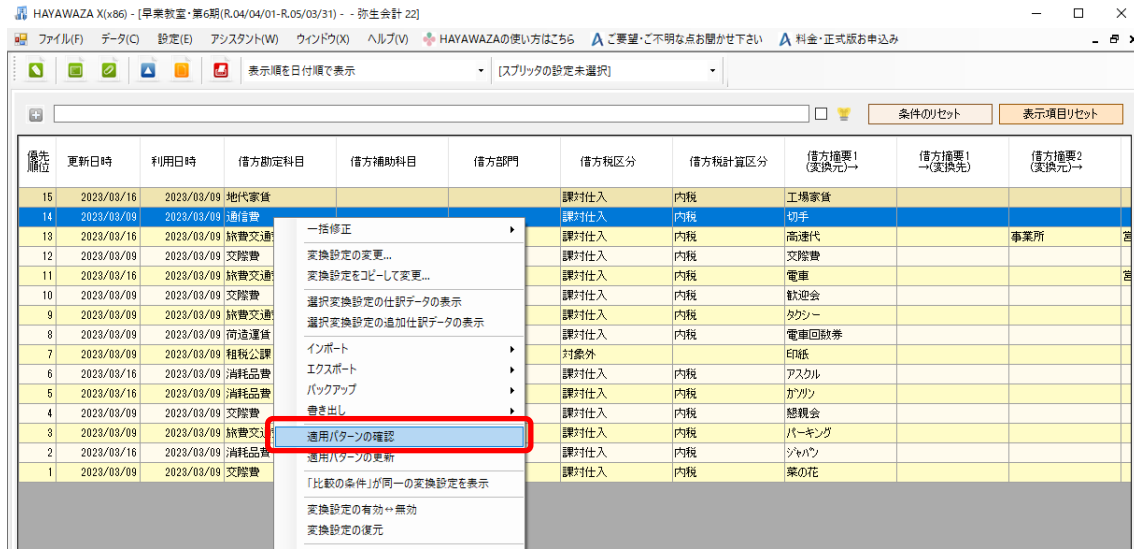 HAYAWAZA X(x86) - [早業教室・第6期(R.04/04/01-R.05/03/31) - - 弥生会計 22]
ファイル(F) データ(C) 設定(E) アシスタント(W) ウィンドウ(X) ヘルプ(V) HAYAWAZAの使い方はこちら ご要望・ご不明な点お聞かせ下さい 料金・正式版お申込み
表示順を日付順で表示 [スプリッタの設定未選択]
条件のリセット 表示項目リセット
優先順位 更新日時 利用日時 借方勘定科目 借方補助科目 借方部門 借方税区分 借方税計算区分 借方摘要1(変換元)→ 借方摘要1→(変換先) 借方摘要2(変換元)→
15 2023/03/16 2023/03/09 地代家賃 課対仕入 内税 工場家賃
14 2023/03/09 2023/03/09 通信費 課対仕入 内税 切手
13 2023/03/16 2023/03/09 旅費交通 課対仕入 内税 高速代 事業所
12 2023/03/09 2023/03/09 交際費 課対仕入 内税 交際費
11 2023/03/16 2023/03/09 旅費交通 課対仕入 内税 電車
10 2023/03/09 2023/03/09 交際費 課対仕入 内税 歓迎会
9 2023/03/09 2023/03/09 旅費交通 課対仕入 内税 タクシー
8 2023/03/09 2023/03/09 荷造運賃 課対仕入 内税 電車回数券
7 2023/03/09 2023/03/09 租税公課 対象外 印紙
6 2023/03/16 2023/03/09 消耗品費 課対仕入 内税 アスクル
5 2023/03/16 2023/03/09 消耗品費 課対仕入 内税 ガソリン
4 2023/03/09 2023/03/09 交際費 課対仕入 内税 懇親会
3 2023/03/09 2023/03/09 旅費交通 課対仕入 内税 パーキング
2 2023/03/16 2023/03/09 消耗品費 課対仕入 内税 ジャパン
1 2023/03/09 2023/03/09 交際費 課対仕入 内税 菜の花
一括修正
変換設定の変更...
変換設定をコピーして変更...
選択変換設定の仕訳データの表示
選択変換設定の追加仕訳データの表示
インポート
エクスポート
バックアップ
書き出し
適用パターンの確認
適用パターンの更新
「比較の条件」が同一の変換設定を表示
変換設定の有効↔無効
変換設定の復元